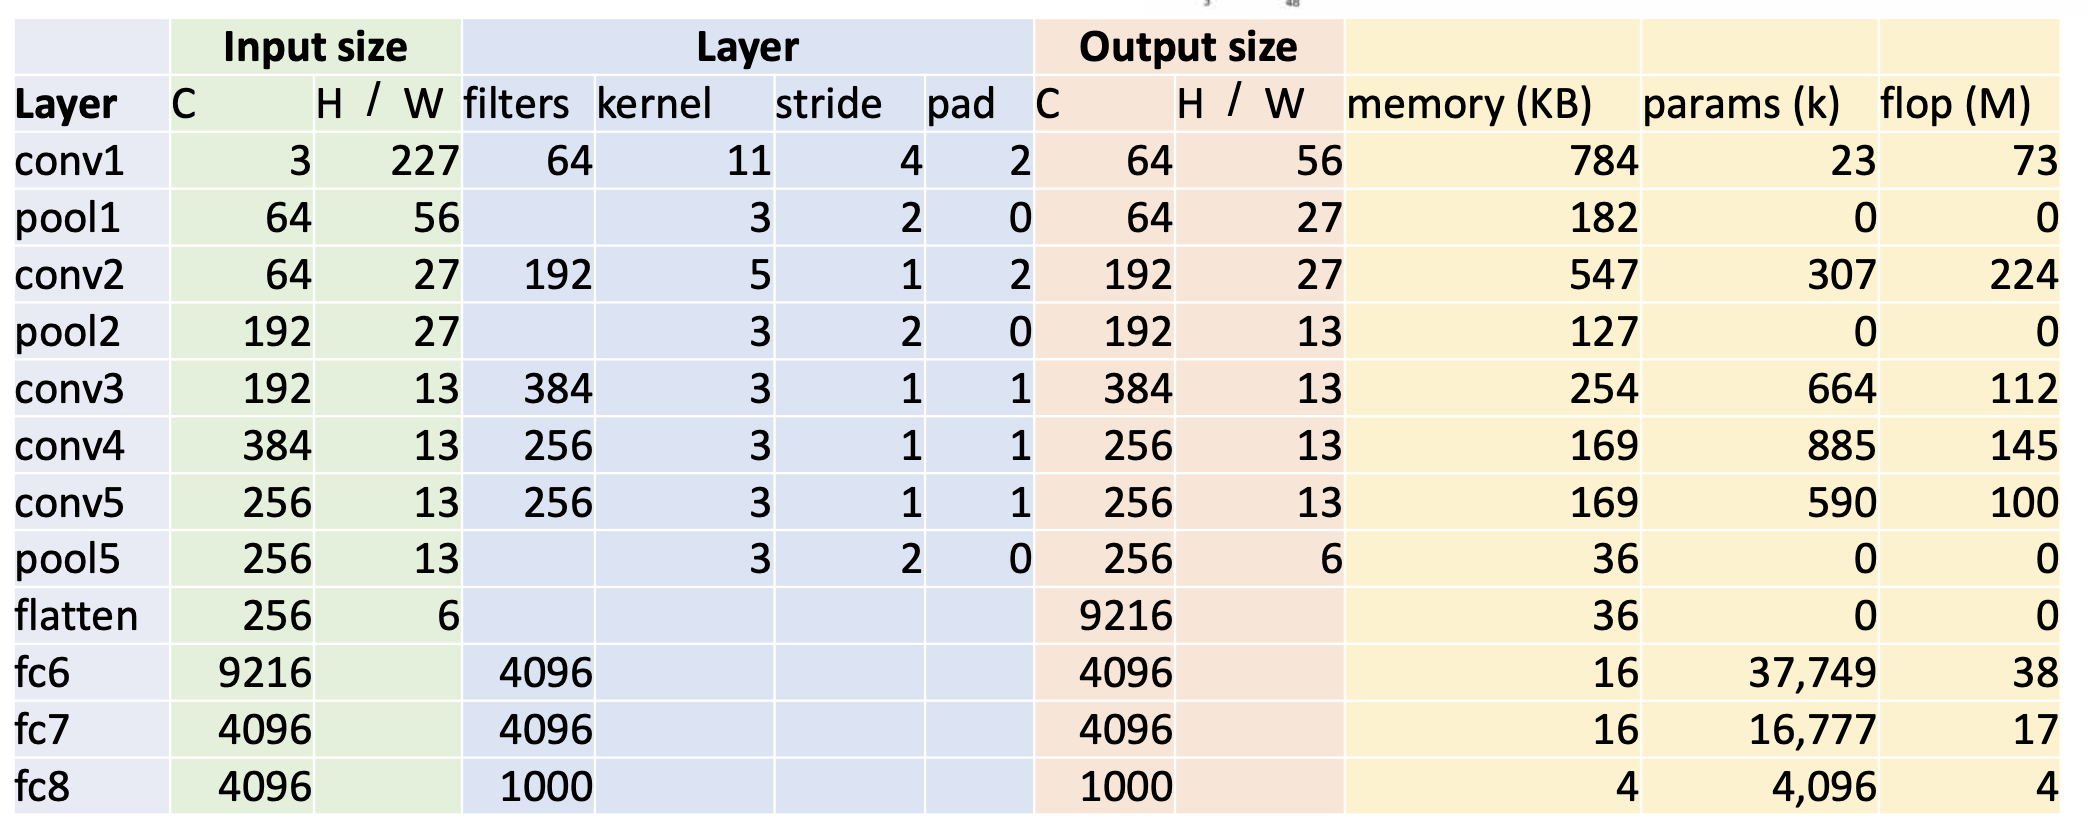 3 48
Input size Layer Output size
Layer C H / W filters kernel stride pad C H / W memory (KB) params (k) flop (M)
conv1 3 227 64 11 4 2 64 56 784 23 73
pool1 64 56 3 2 0 64 27 182 0 0
conv2 64 27 192 5 1 2 192 27 547 307 224
pool2 192 27 3 2 0 192 13 127 0 0
conv3 192 13 384 3 1 1 384 13 254 664 112
conv4 384 13 256 3 1 1 256 13 169 885 145
conv5 256 13 256 3 1 1 256 13 169 590 100
pool5 256 13 3 2 0 256 6 36 0 0
flatten 256 6 9216 36 0 0
fc6 9216 4096 4096 16 37,749 38
fc7 4096 4096 4096 16 16,777 17
fc8 4096 1000 1000 4 4,096 4